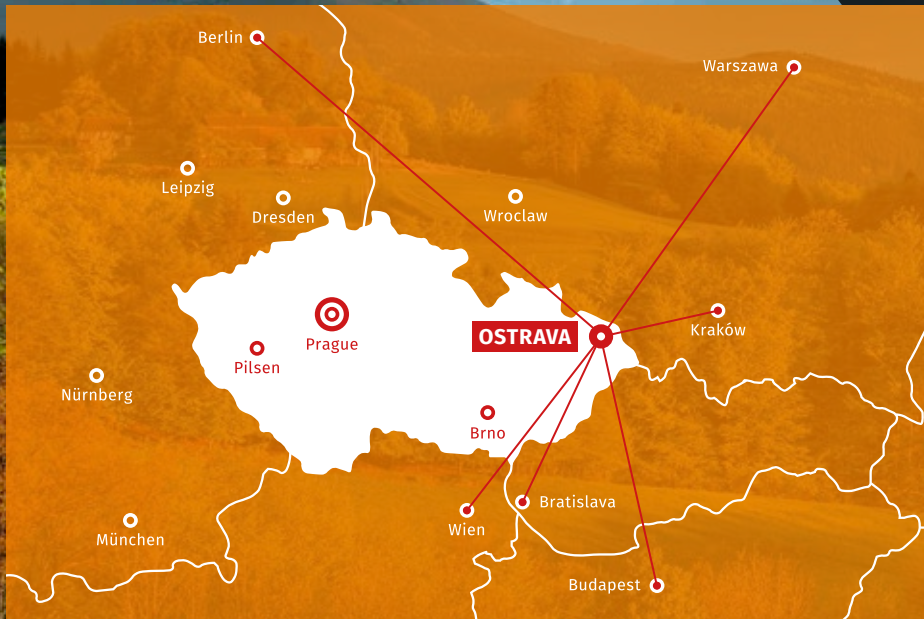 Berlin
Warszawa
Leipzig
Dresden
Wroclaw
Prague
OSTRAVA
Kraków
Pilsen
Nürnberg
Brno
Bratislava
Wien
München
Budapest